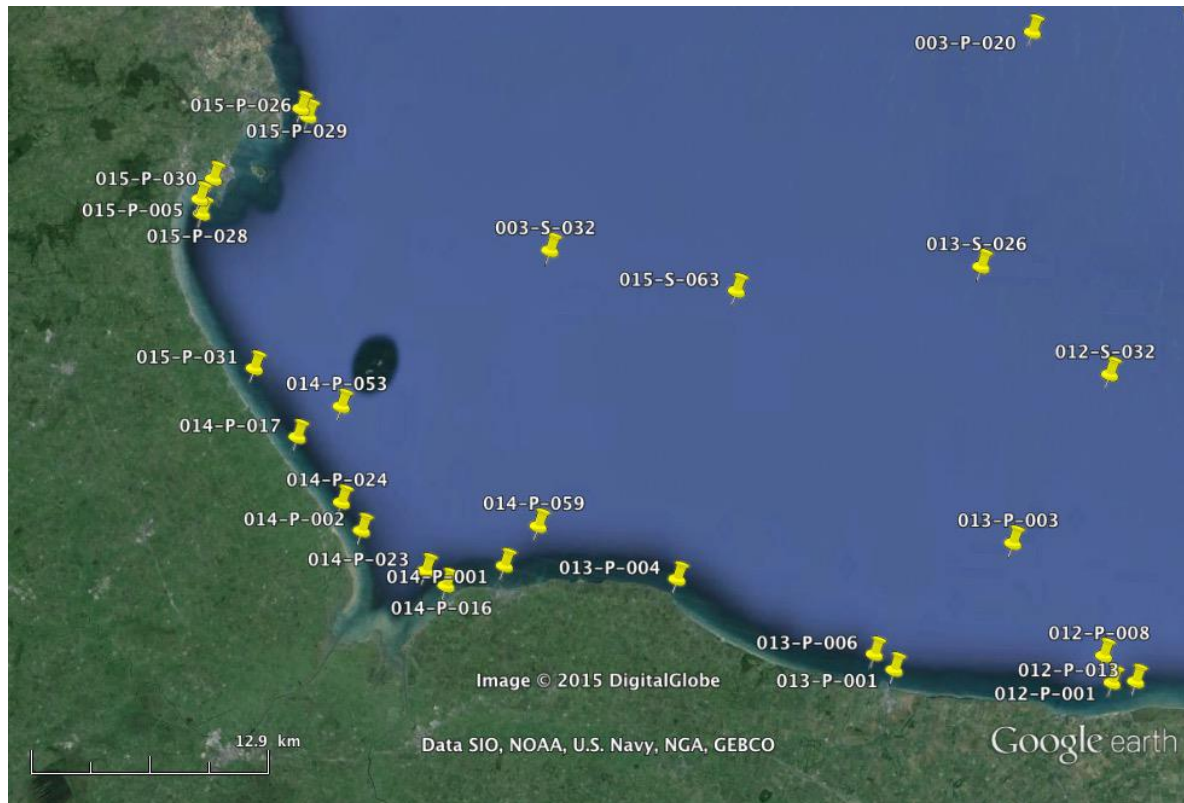 003-P-020
015-P-026
015-P-029
015-P-030
015-P-005
015-P-028
003-S-032
013-S-026
015-S-063
012-S-032
015-P-031
014-P-053
014-P-017
014-P-024
014-P-059
014-P-002
013-P-003
014-P-023
014-P-001
013-P-004
014-P-016
012-P-008
013-P-006
012-P-013
013-P-001
012-P-001
Image © 2015 DigitalGlobe
12.9 km
Data SIO, NOAA, U.S. Navy, NGA, GEBCO
Google earth